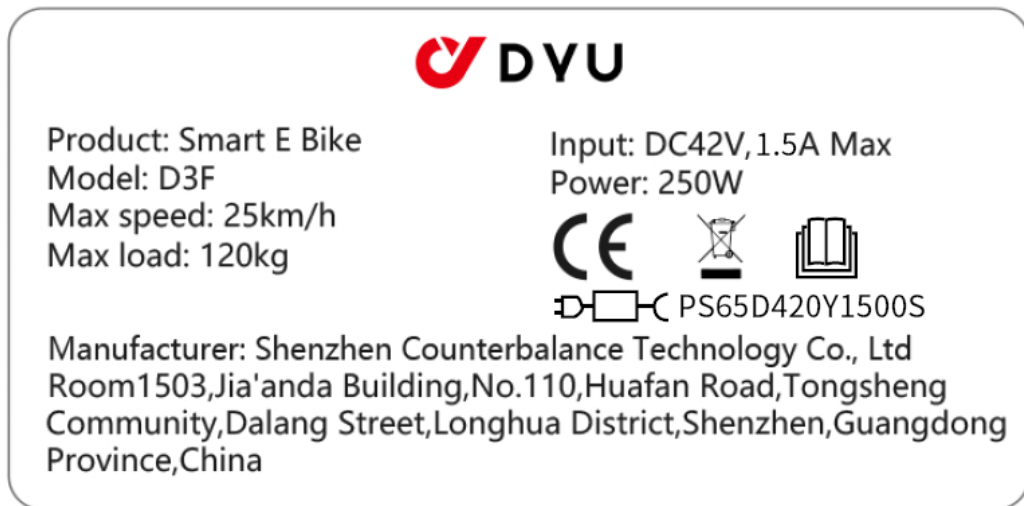 DYU
Product: Smart E Bike
Model: D3F
Max speed: 25km/h
Max load: 120kg
Input: DC42V,1.5A Max
Power: 250W
CE
PS65D420Y1500S
Manufacturer: Shenzhen Counterbalance Technology Co., Ltd
Room1503,Jia'anda Building,No.110,Huafan Road,Tongsheng
Community,Dalang Street,Longhua District,Shenzhen,Guangdong
Province,China